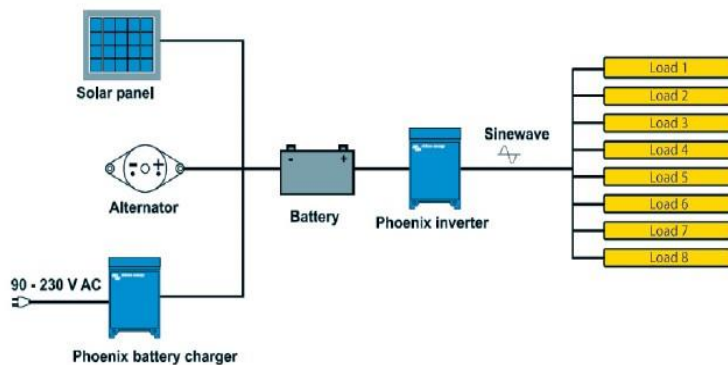 Solar panel
Alternator
90 - 230 V AC
Phoenix battery charger
-
+
Battery
Phoenix inverter
Sinewave
Load 1
Load 2
Load 3
Load 4
Load 5
Load 6
Load 7
Load 8